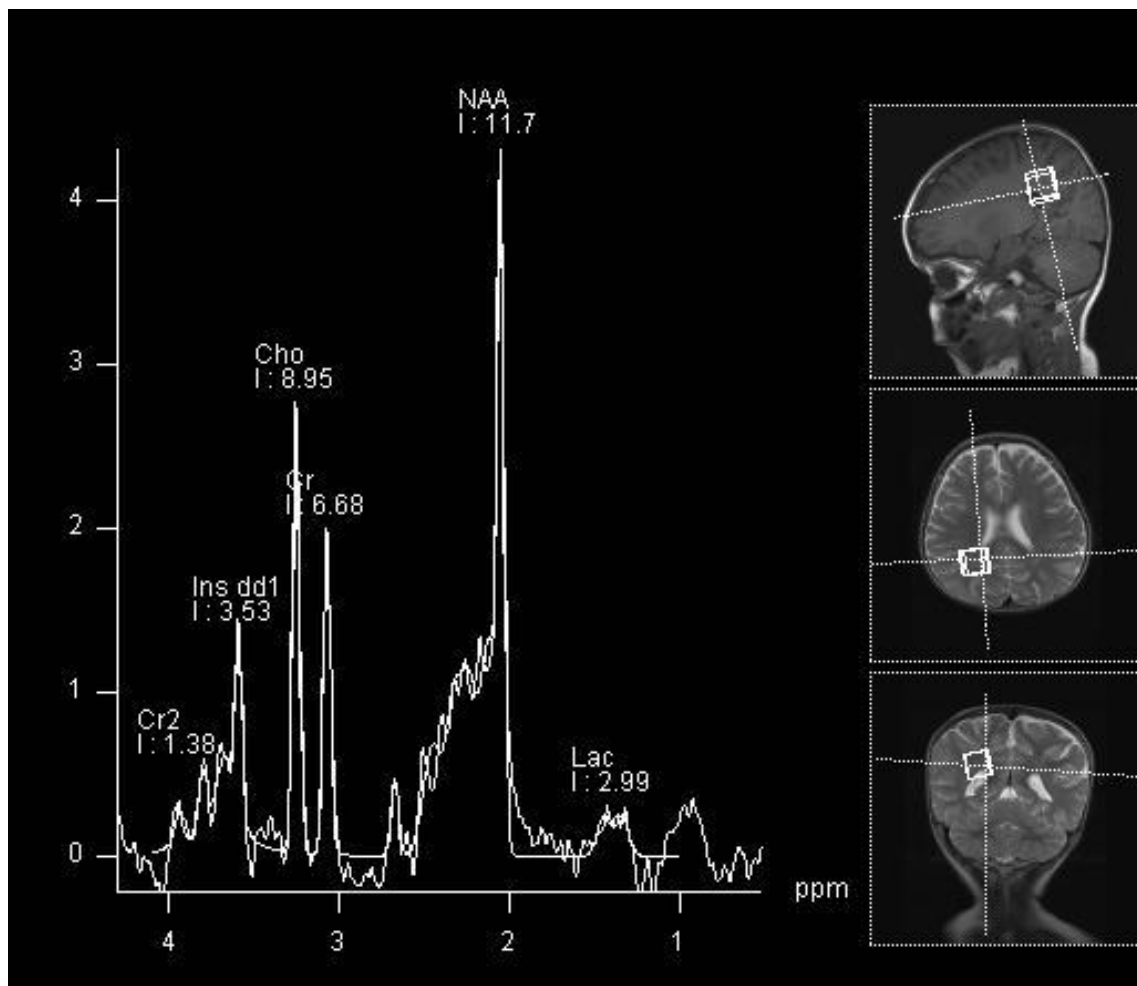 NAA
I : 11.7
4
3
Cho
I : 8.95
Cr
I : 6.68
2
Ins dd1
I : 3.53
1
Cr2
I : 1.38
Lac
I : 2.99
0
ppm
4 3 2 1